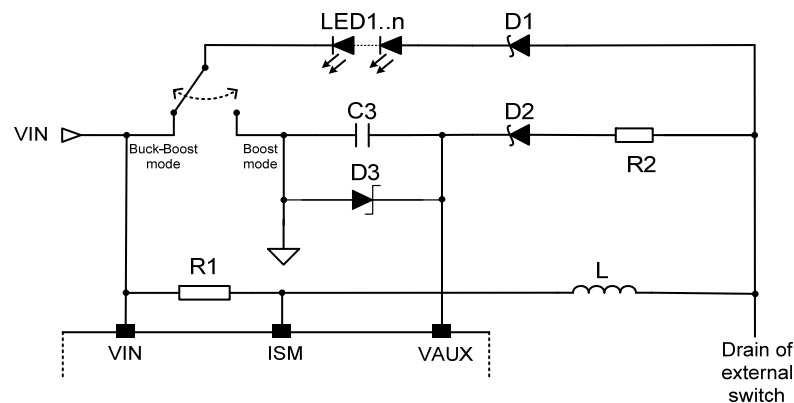 LED1..n
D1
C3
D2
VIN
Buck-Boost
mode
Boost
mode
D3
R2
R1
L
VIN
ISM
VAUX
Drain of
external
switch